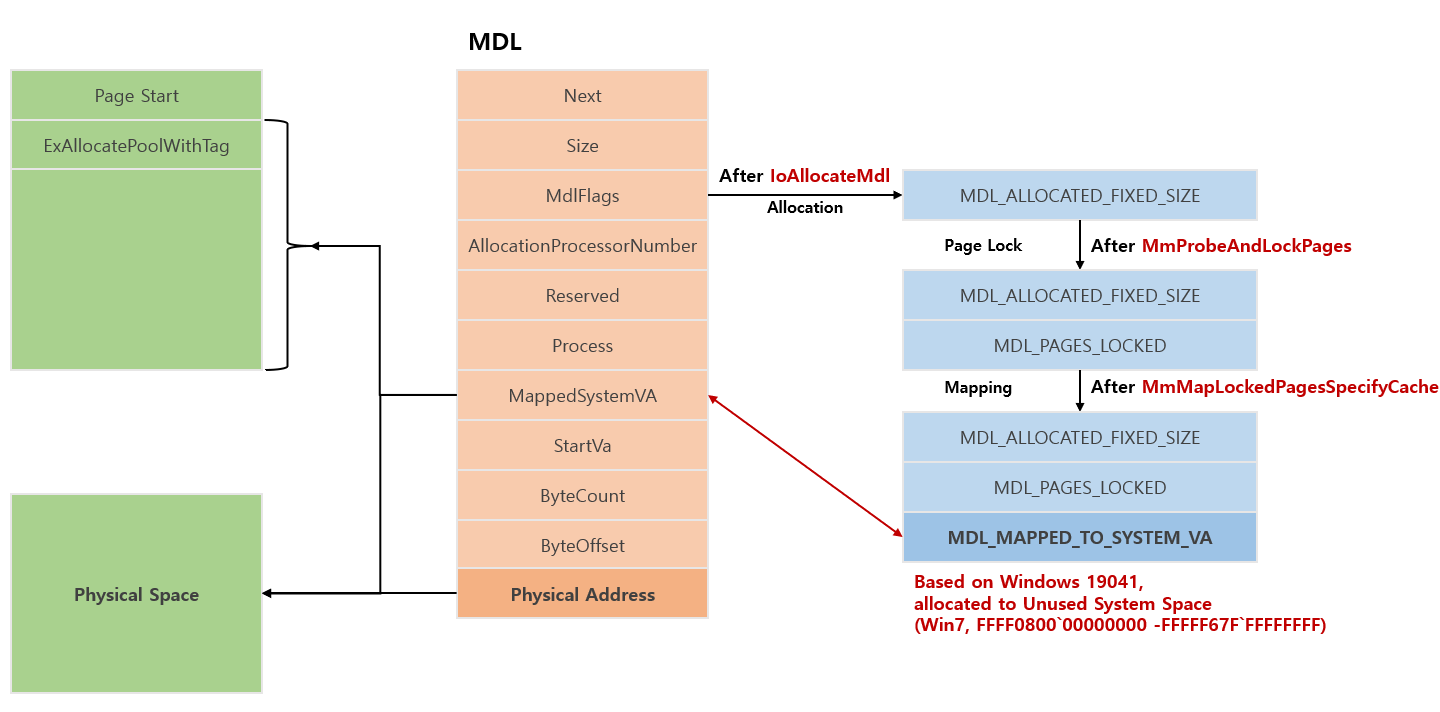 MDL
Page Start
ExAllocatePoolWithTag
Physical Space
Next
Size
MdlFlags
AllocationProcessorNumber
Reserved
Process
MappedSystemVA
StartVa
ByteCount
ByteOffset
Physical Address
After IoAllocateMdl
Allocation
MDL_ALLOCATED_FIXED_SIZE
Page Lock
After MmProbeAndLockPages
MDL_ALLOCATED_FIXED_SIZE
MDL_PAGES_LOCKED
Mapping
After MmMapLockedPagesSpecifyCache
MDL_ALLOCATED_FIXED_SIZE
MDL_PAGES_LOCKED
MDL_MAPPED_TO_SYSTEM_VA
Based on Windows 19041,
allocated to Unused System Space
(Win7, FFFF0800`00000000 -FFFFF67F`FFFFFFFF)